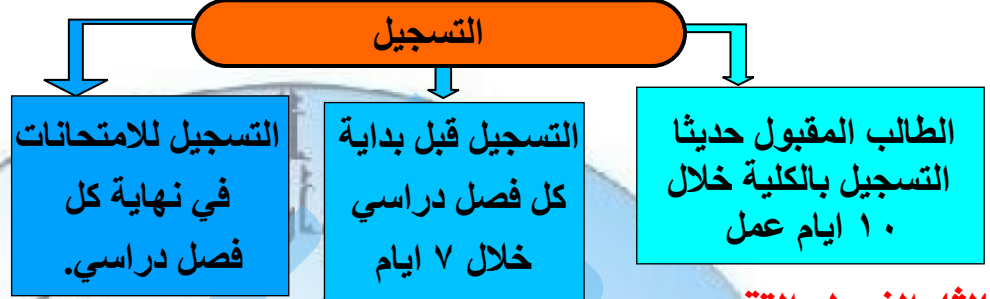 التسجيل
الطالب المقبول حديثا
التسجيل بالكلية خلال
١٠ ايام عمل
التسجيل قبل بداية
كل فصل دراسي
خلال ٧ ايام
التسجيل للامتحانات
في نهاية كل
فصل دراسي.